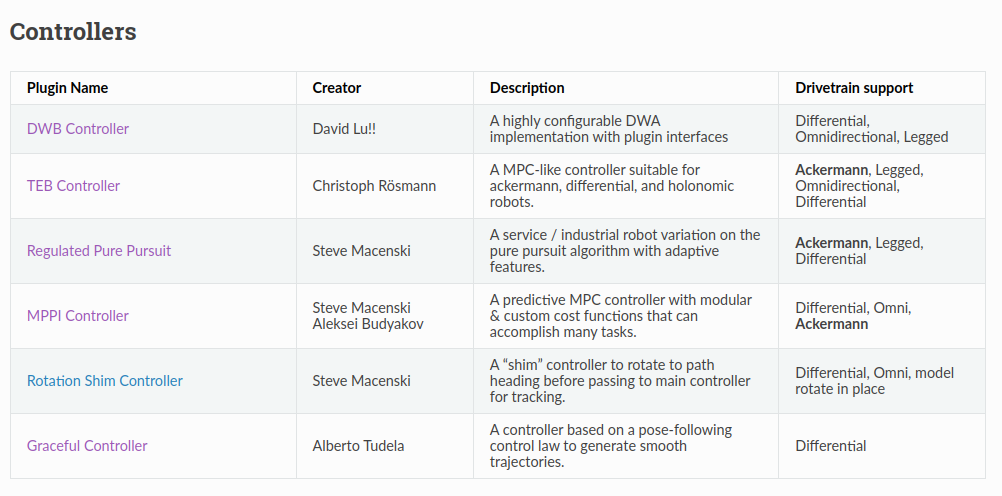 Controllers
Plugin Name Creator Description Drivetrain support
DWB Controller David Lu!! A highly configurable DWA
implementation with plugin interfaces Differential,
Omnidirectional, Legged
TEB Controller Christoph Rösmann A MPC-like controller suitable for
ackermann, differential, and holonomic
robots. Ackermann, Legged,
Omnidirectional,
Differential
Regulated Pure Pursuit Steve Macenski A service / industrial robot variation on the
pure pursuit algorithm with adaptive
features. Ackermann, Legged,
Differential
MPPI Controller Steve Macenski
Aleksei Budyakov A predictive MPC controller with modular
& custom cost functions that can
accomplish many tasks. Differential, Omni,
Ackermann
Rotation Shim Controller Steve Macenski A “shim” controller to rotate to path
heading before passing to main controller
for tracking. Differential, Omni, model
rotate in place
Graceful Controller Alberto Tudela A controller based on a pose-following
control law to generate smooth
trajectories. Differential